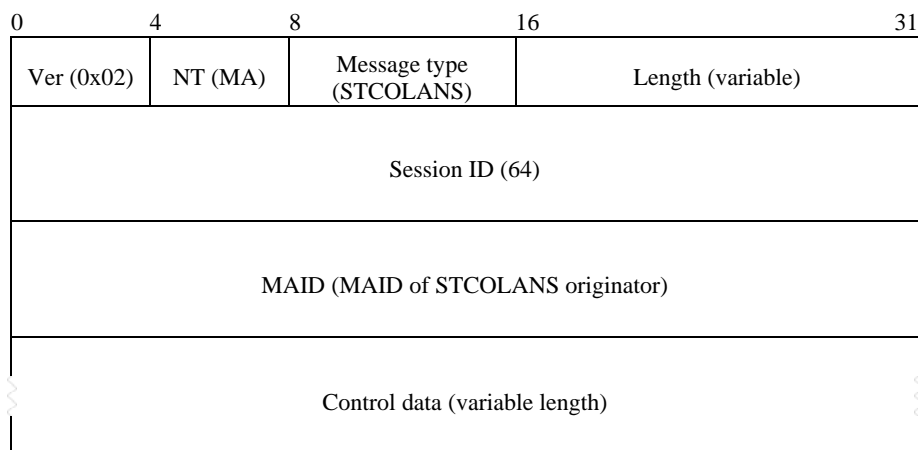 0 4 8 16 31
Ver (0x02) NT (MA) Message type (STCOLANS) Length (variable)
Session ID (64)
MAID (MAID of STCOLANS originator)
Control data (variable length)